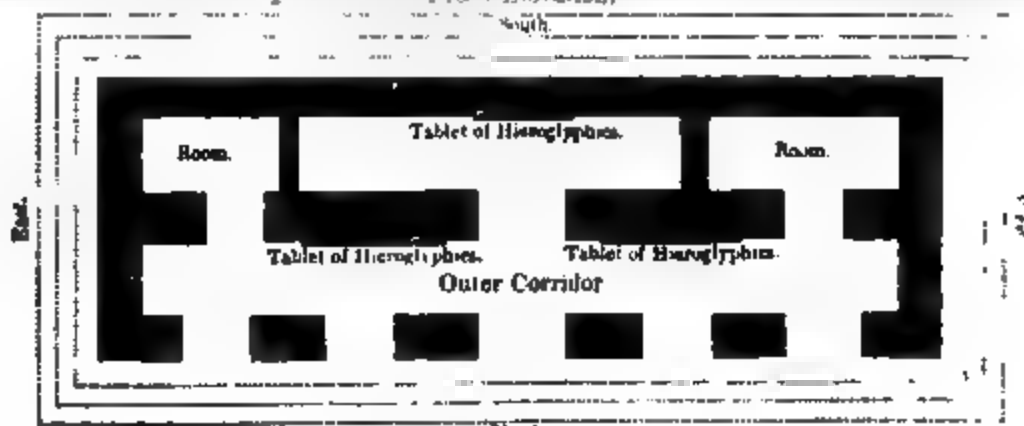 South.
Tablet of Hieroglyphics.
Room.
Room.
East.
Tablet of Hieroglyphics.
Tablet of Hieroglyphics.
Outer Corridor